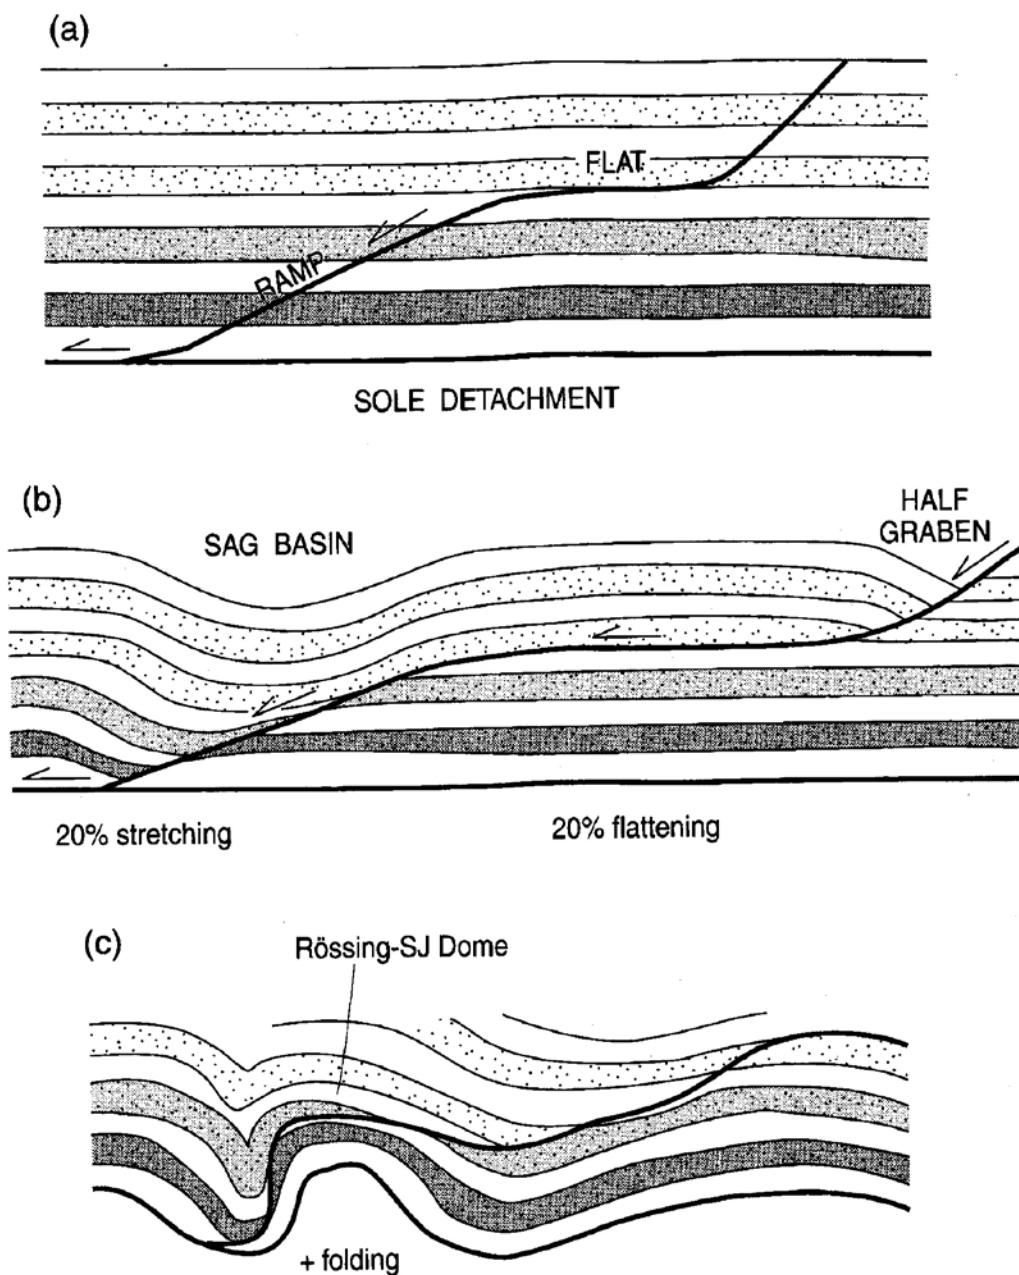 (a)
FLAT
RAMP
SOLE DETACHMENT
(b)
HALF
GRABEN
SAG BASIN
20% stretching
20% flattening
(c)
Rössing-SJ Dome
+ folding